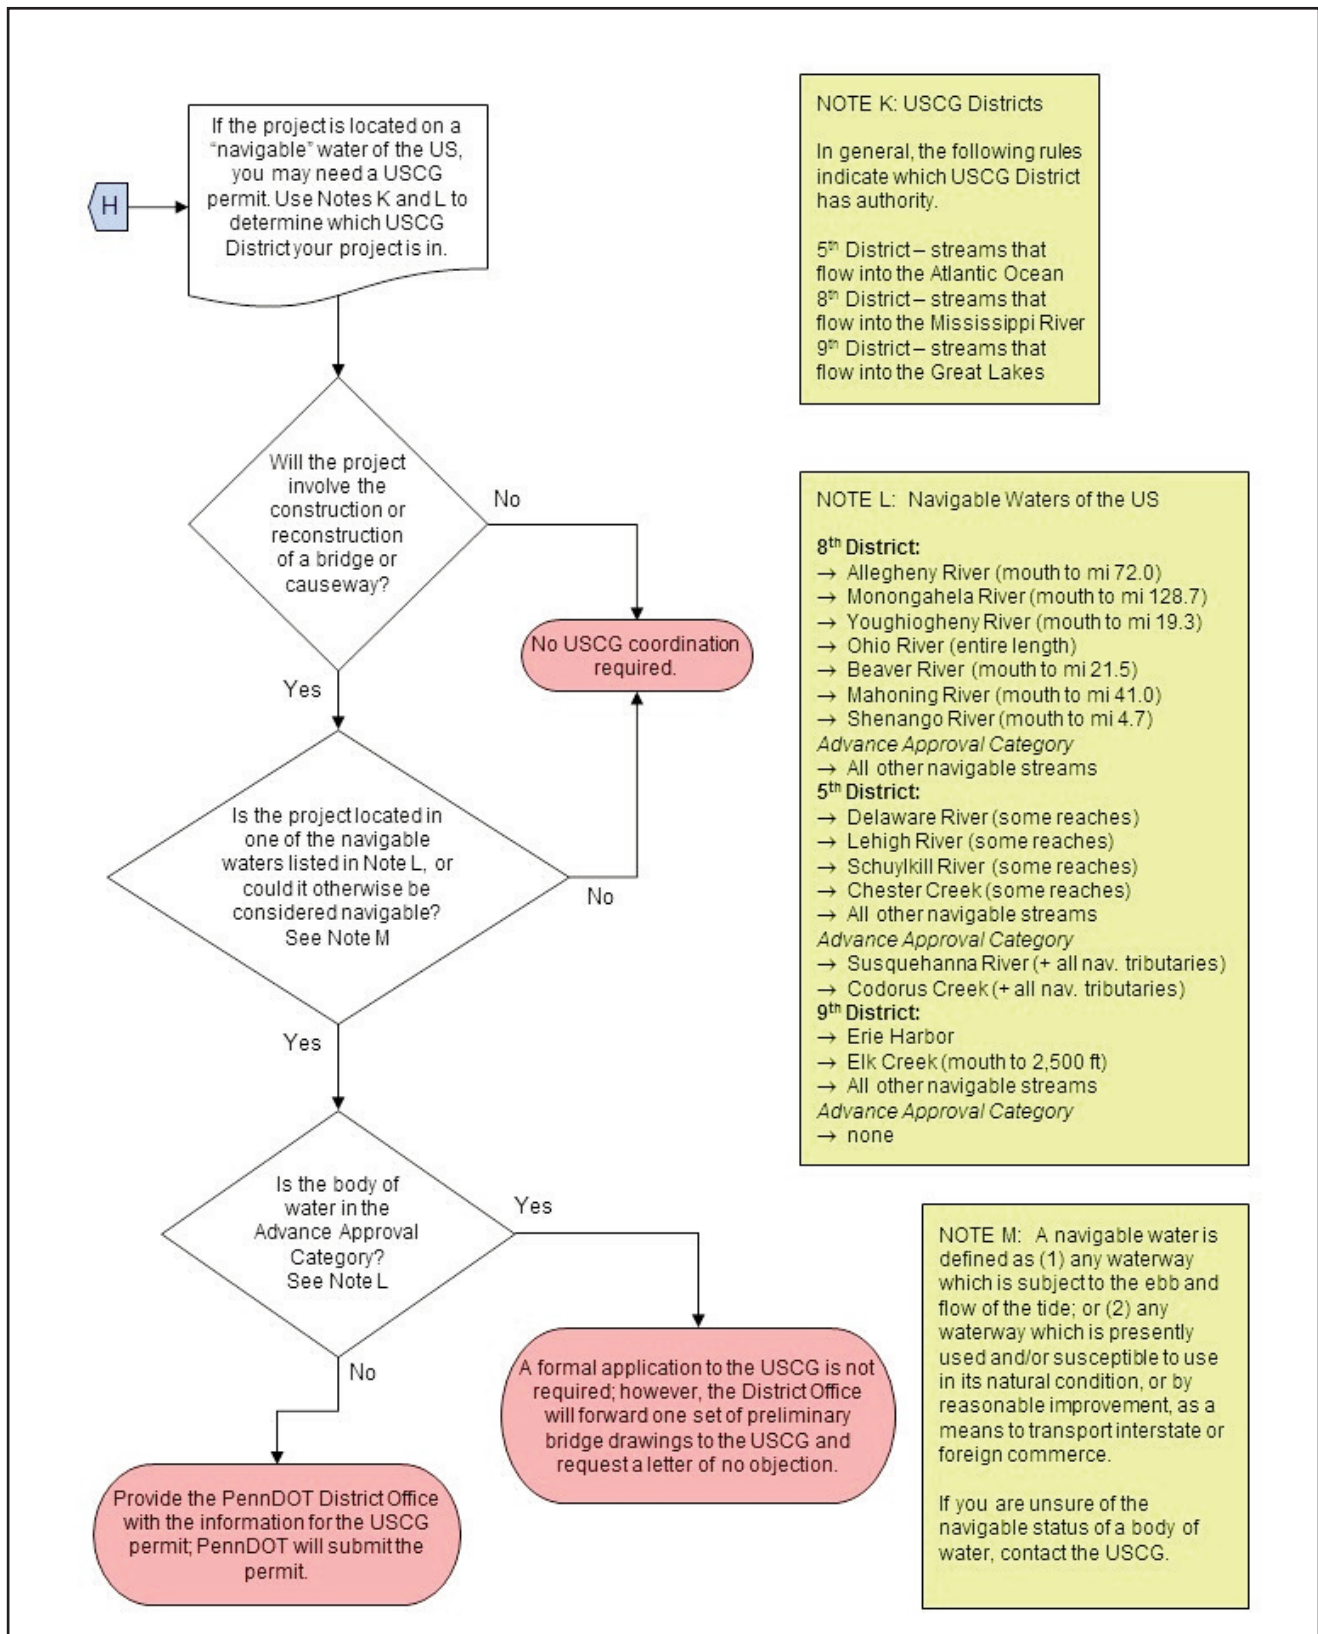 H
If the project is located on a
“navigable” water of the US,
you may need a USCG
permit. Use Notes K and L to
determine which USCG
District your project is in.
Will the project
involve the
construction or
reconstruction
of a bridge or
causeway?
No
Yes
No USCG coordination
required.
Is the project located in
one of the navigable
waters listed in Note L, or
could it otherwise be
considered navigable?
See Note M
No
Yes
Is the body of
water in the
Advance Approval
Category?
See Note L
Yes
No
A formal application to the USCG is not
required; however, the District Office
will forward one set of preliminary
bridge drawings to the USCG and
request a letter of no objection.
Provide the PennDOT District Office
with the information for the USCG
permit; PennDOT will submit the
permit.
NOTE K: USCG Districts
In general, the following rules
indicate which USCG District
has authority.
5th District – streams that
flow into the Atlantic Ocean
8th District – streams that
flow into the Mississippi River
9th District – streams that
flow into the Great Lakes
NOTE L: Navigable Waters of the US
8th District:
→ Allegheny River (mouth to mi 72.0)
→ Monongahela River (mouth to mi 128.7)
→ Youghiogheny River (mouth to mi 19.3)
→ Ohio River (entire length)
→ Beaver River (mouth to mi 21.5)
→ Mahoning River (mouth to mi 41.0)
→ Shenango River (mouth to mi 4.7)
Advance Approval Category
→ All other navigable streams
5th District:
→ Delaware River (some reaches)
→ Lehigh River (some reaches)
→ Schuylkill River (some reaches)
→ Chester Creek (some reaches)
→ All other navigable streams
Advance Approval Category
→ Susquehanna River (+ all nav. tributaries)
→ Codorus Creek (+ all nav. tributaries)
9th District:
→ Erie Harbor
→ Elk Creek (mouth to 2,500 ft)
→ All other navigable streams
Advance Approval Category
→ none
NOTE M: A navigable water is
defined as (1) any waterway
which is subject to the ebb and
flow of the tide; or (2) any
waterway which is presently
used and/or susceptible to use
in its natural condition, or by
reasonable improvement, as a
means to transport interstate or
foreign commerce.
If you are unsure of the
navigable status of a body of
water, contact the USCG.